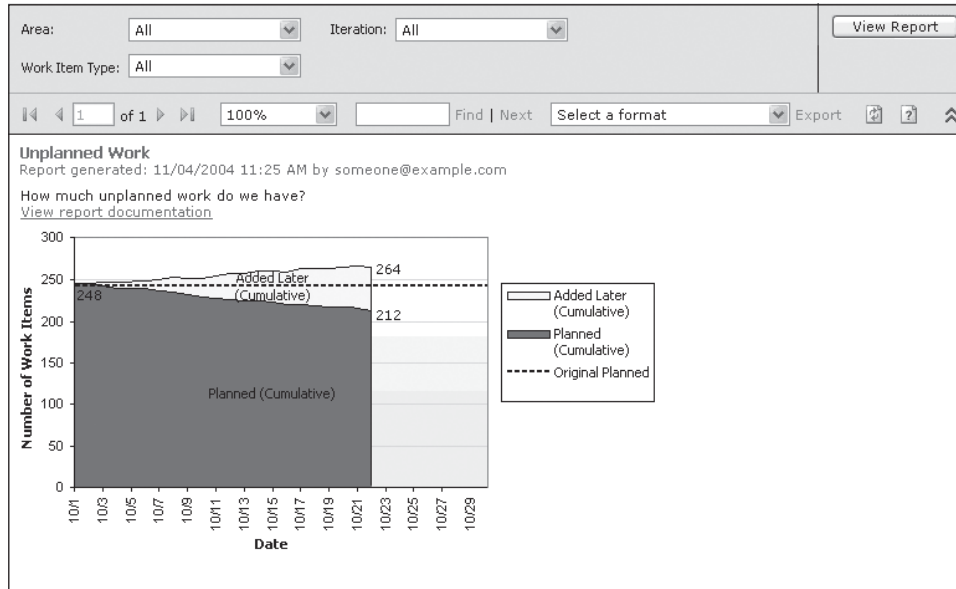 Area: All Iteration: All View Report
Work Item Type: All
1 of 1 100% Find | Next Select a format Export ?
Unplanned Work
Report generated: 11/04/2004 11:25 AM by someone@example.com
How much unplanned work do we have?
View report documentation
Number of Work Items
300
250
200
150
100
50
0
248
Added Later
(Cumulative)
264
212
Planned (Cumulative)
10/1 10/3 10/5 10/7 10/9 10/11 10/13 10/15 10/17 10/19 10/21 10/23 10/25 10/27 10/29
Date
Added Later
(Cumulative)
Planned
(Cumulative)
Original Planned